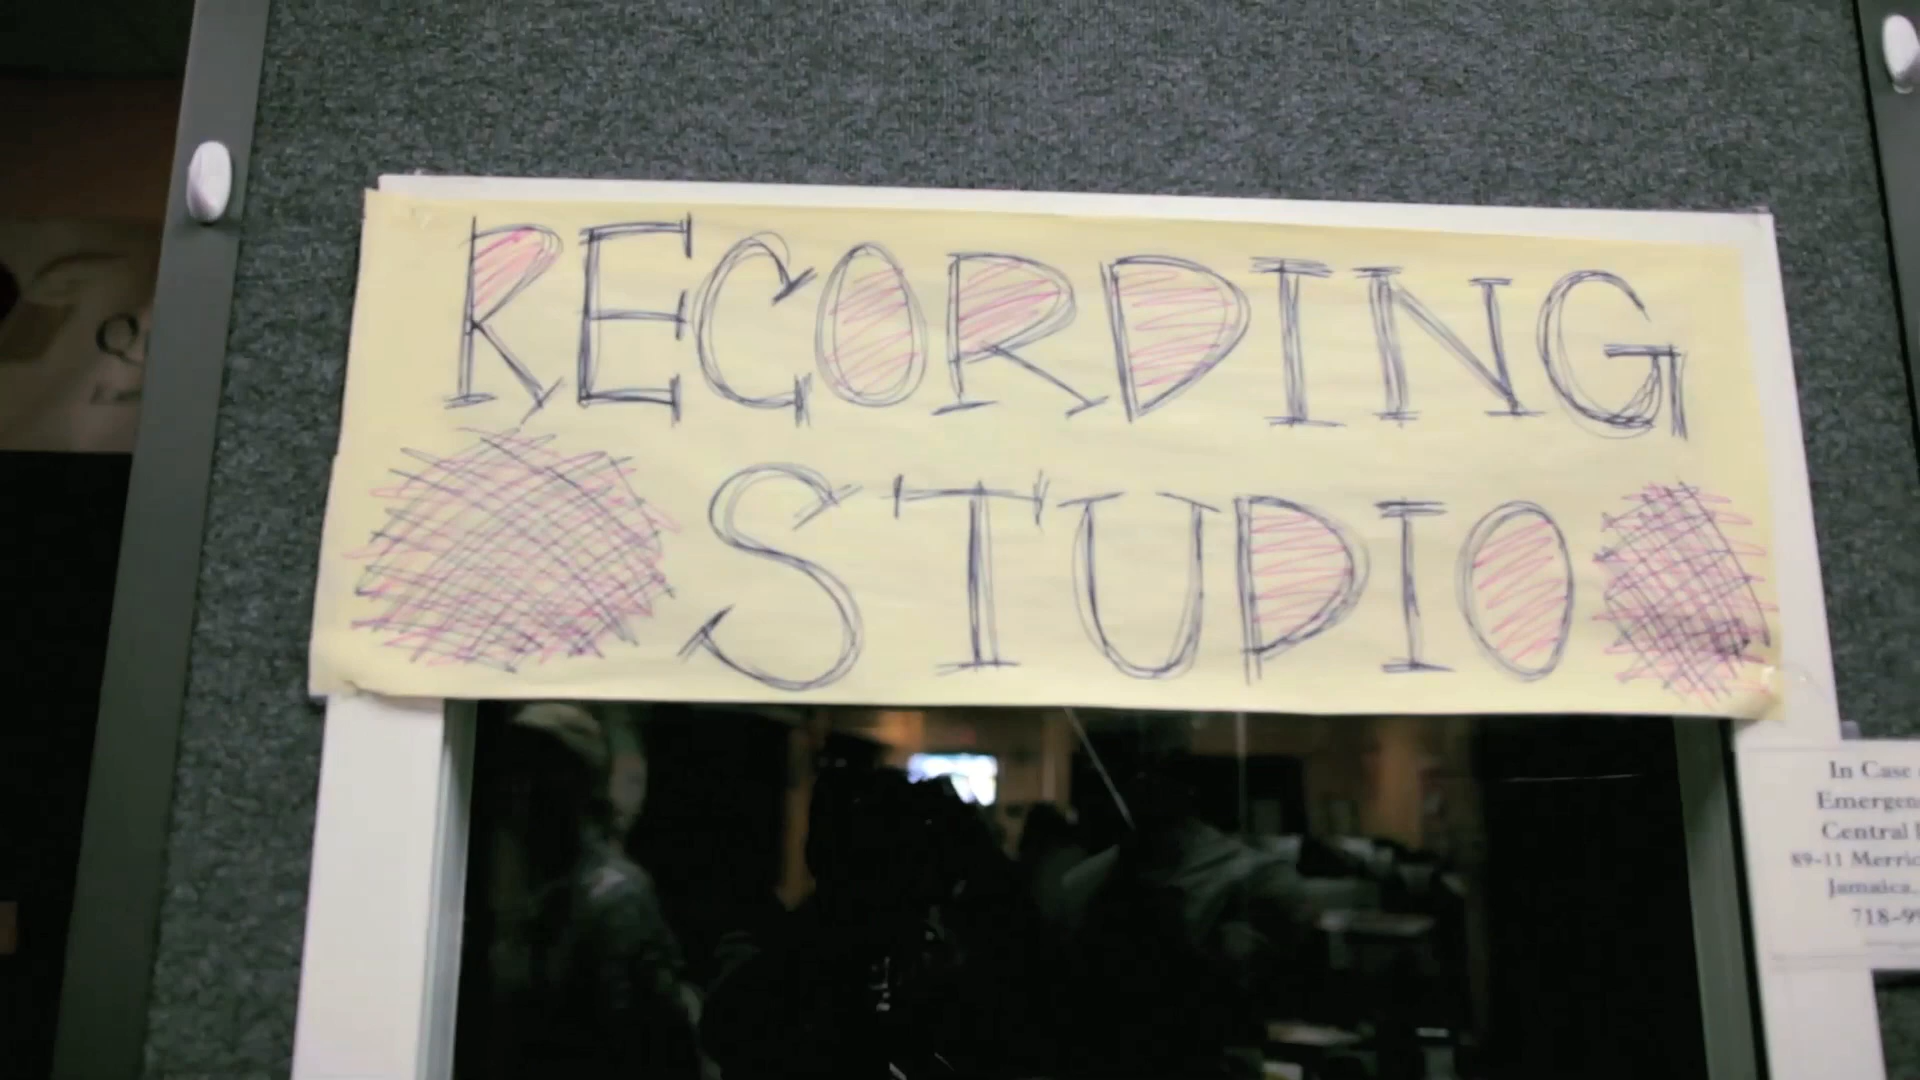 RECORDING
STUDIO
In Case
Emergen
Central
89-11 Merric
Jamaica,
718-9